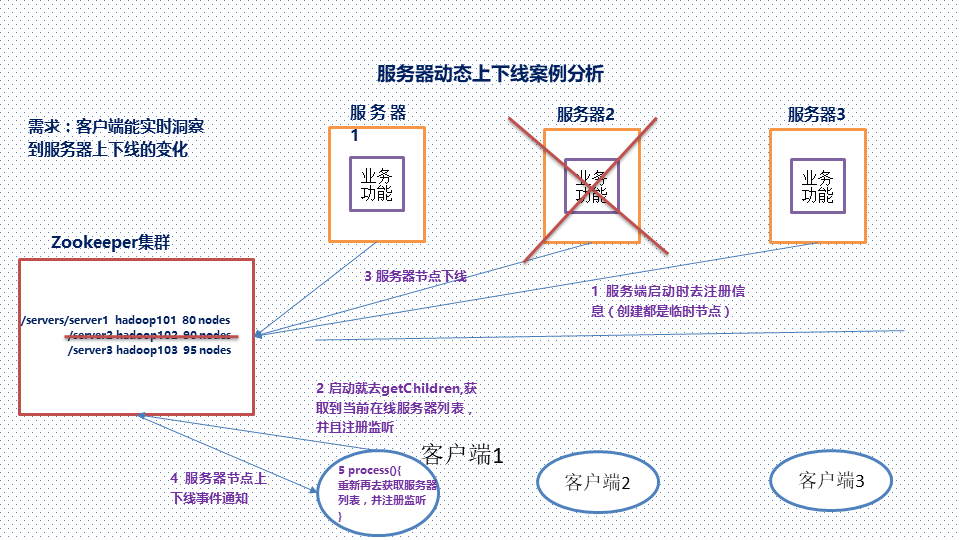 服务器动态上下线案例分析
需求：客户端能实时洞察
到服务器上下线的变化
服务器
1
服务器2
服务器3
业务
功能
业务
功能
业务
功能
Zookeeper集群
3 服务器节点下线
1 服务端启动时去注册信
息（创建都是临时节点）
/servers/server1 hadoop101 80 nodes
/server2 hadoop102 90 nodes
/server3 hadoop103 95 nodes
2 启动就去getChildren,获
取到当前在线服务器列表，
并且注册监听
客户端1
4 服务器节点上
下线事件通知
5 process(){
重新再去获取服务器
列表，并注册监听
}
客户端2
客户端3